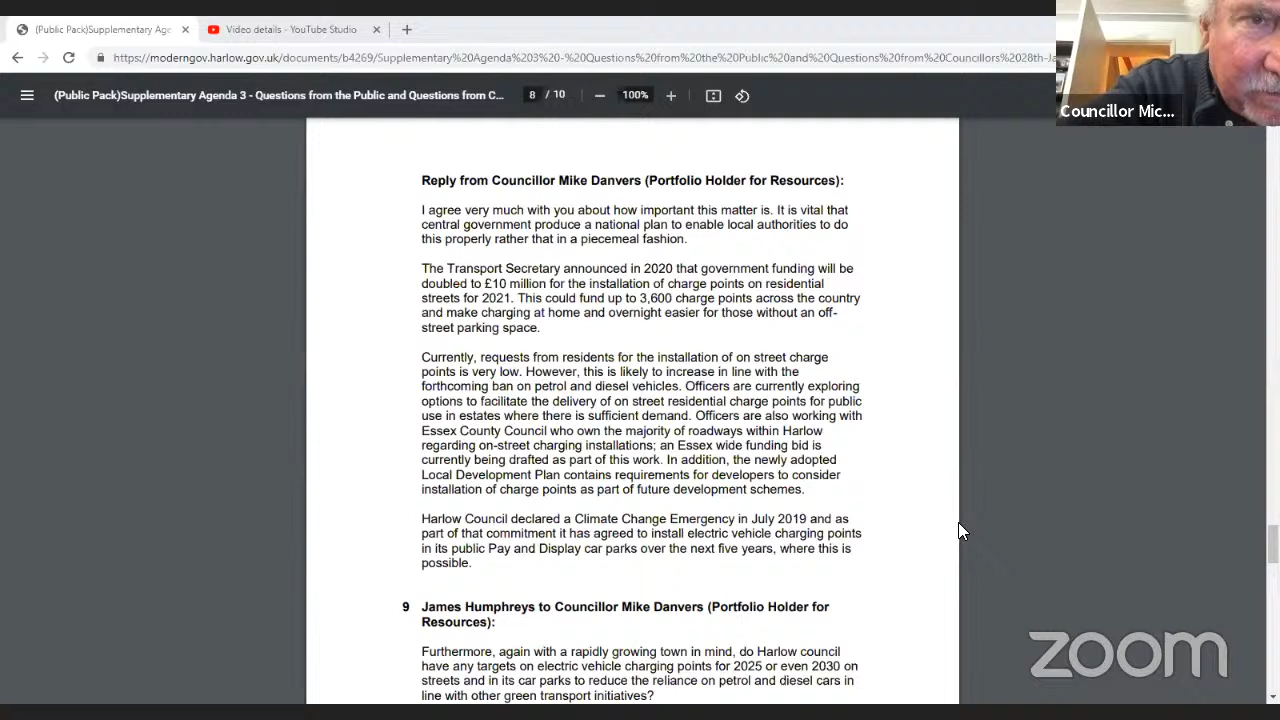 (Public Pack)Supplementary Age
Video details - YouTube Studio
https://moderngov.harlow.gov.uk/documents/b4359/Supplementary%20Agenda%203%20-%20Questions%20from%20the%20Public%20and%20Questions%20from%20Councillors%2028th-Ja
(Public Pack)Supplementary Agenda 3 - Questions from the Public and Questions from C...
8 / 10
100%
Councillor Mic...
Reply from Councillor Mike Danvers (Portfolio Holder for Resources):
I agree very much with you about how important this matter is. It is vital that
central government produce a national plan to enable local authorities to do
this properly rather that in a piecemeal fashion.
The Transport Secretary announced in 2020 that government funding will be
doubled to £10 million for the installation of charge points on residential
streets for 2021. This could fund up to 3,600 charge points across the country
and make charging at home and overnight easier for those without an off-
street parking space.
Currently, requests from residents for the installation of on street charge
points is very low. However, this is likely to increase in line with the
forthcoming ban on petrol and diesel vehicles. Officers are currently exploring
options to facilitate the delivery of on street residential charge points for public
use in estates where there is sufficient demand. Officers are also working with
Essex County Council who own the majority of roadways within Harlow
regarding on-street charging installations; an Essex wide funding bid is
currently being drafted as part of this work. In addition, the newly adopted
Local Development Plan contains requirements for developers to consider
installation of charge points as part of future development schemes.
Harlow Council declared a Climate Change Emergency in July 2019 and as
part of that commitment it has agreed to install electric vehicle charging points
in its public Pay and Display car parks over the next five years, where this is
possible.
9 James Humphreys to Councillor Mike Danvers (Portfolio Holder for
Resources):
Furthermore, again with a rapidly growing town in mind, do Harlow council
have any targets on electric vehicle charging points for 2025 or even 2030 on
streets and in its car parks to reduce the reliance on petrol and diesel cars in
line with other green transport initiatives?
zoom